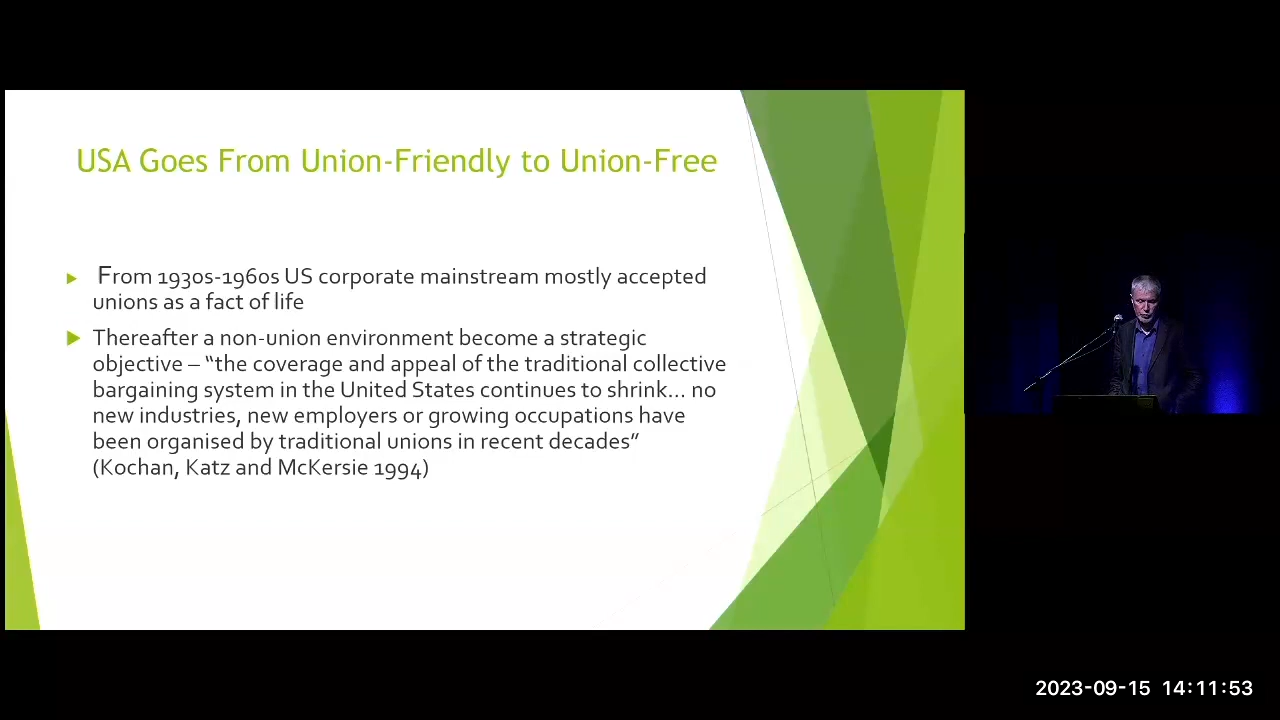 USA Goes From Union-Friendly to Union-Free
From 1930s-1960s US corporate mainstream mostly accepted
unions as a fact of life
Thereafter a non-union environment become a strategic
objective – “the coverage and appeal of the traditional collective
bargaining system in the United States continues to shrink… no
new industries, new employers or growing occupations have
been organised by traditional unions in recent decades”
(Kochan, Katz and McKersie 1994)
2023-09-15 14:11:53